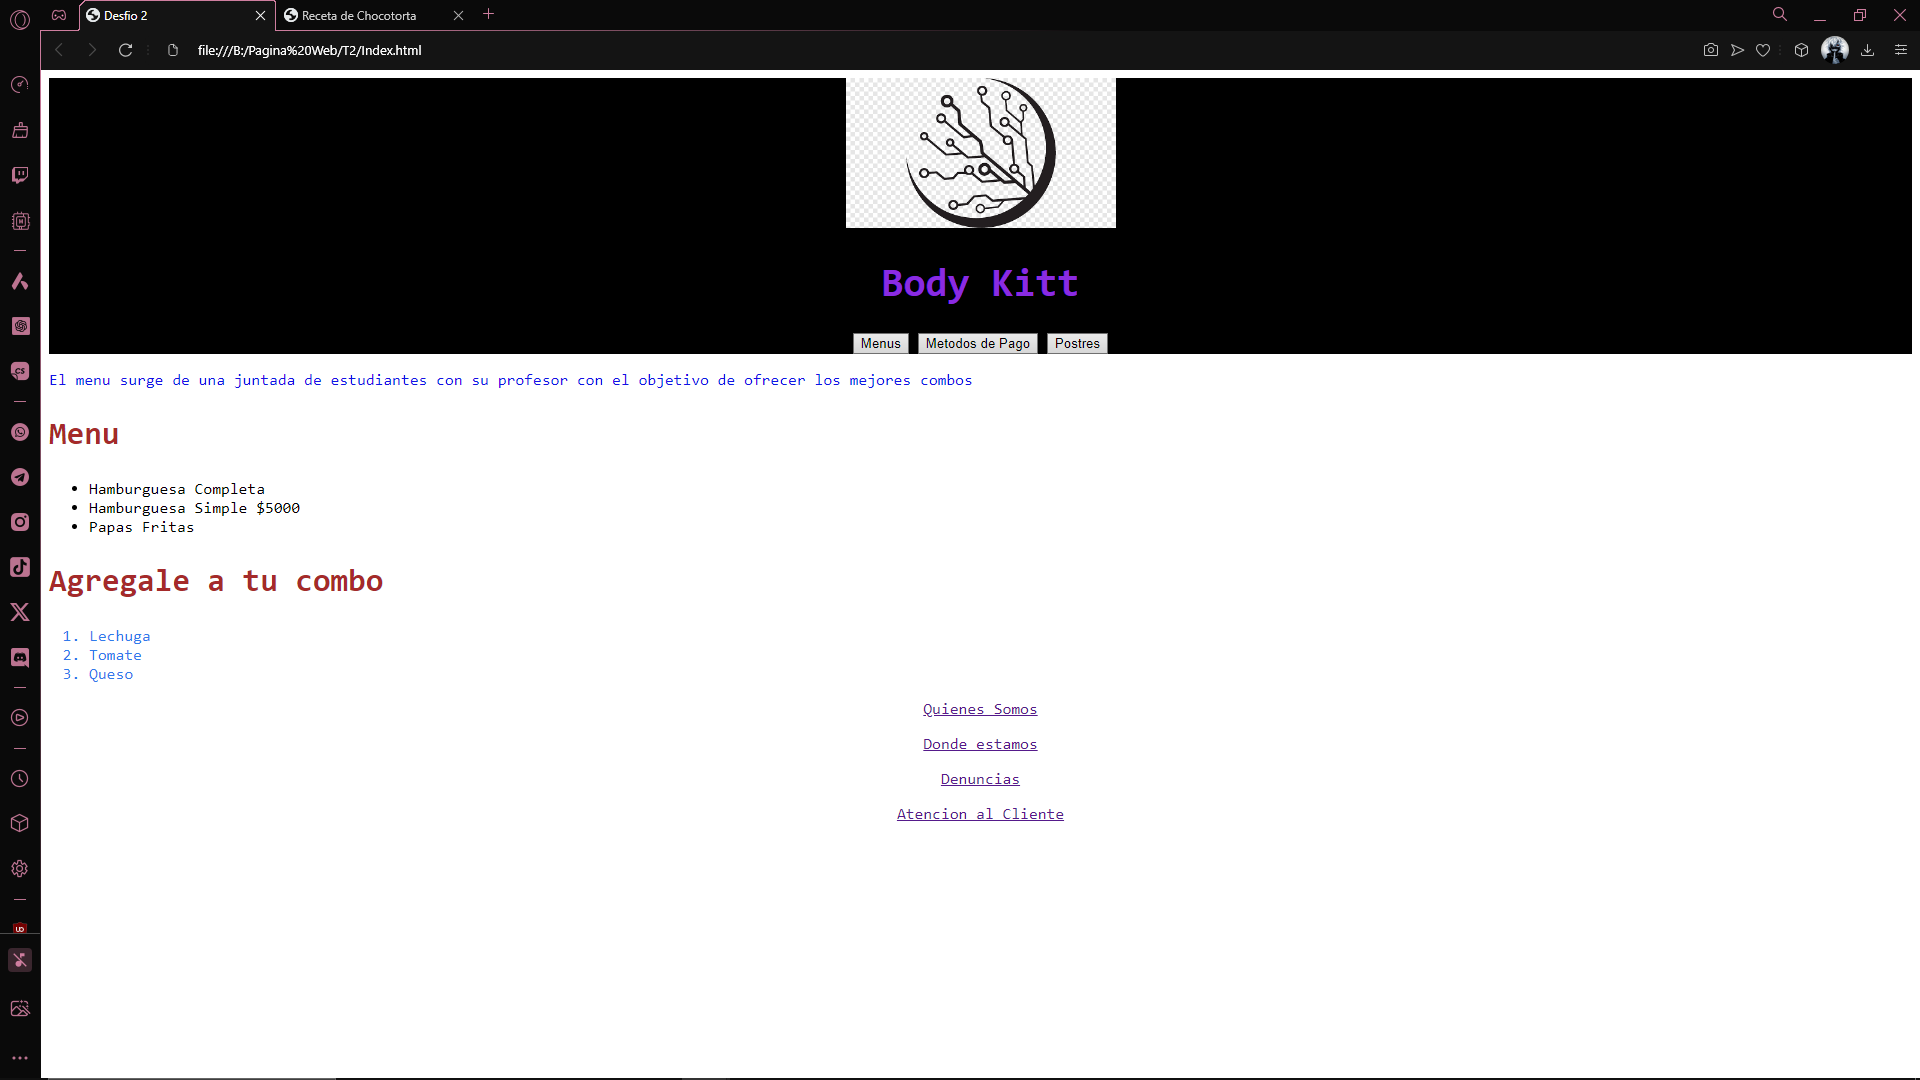 Desfio 2
Receta de Chocotorta
file:///B:/Pagina%20Web/T2/Index.html
Body Kitt
Menus
Metodos de Pago
Postres
El menu surge de una juntada de estudiantes con su profesor con el objetivo de ofrecer los mejores combos
Menu
• Hamburguesa Completa
• Hamburguesa Simple $5000
• Papas Fritas
Agregale a tu combo
1. Lechuga
2. Tomate
3. Queso
Quienes Somos
Donde estamos
Denuncias
Atencion al Cliente